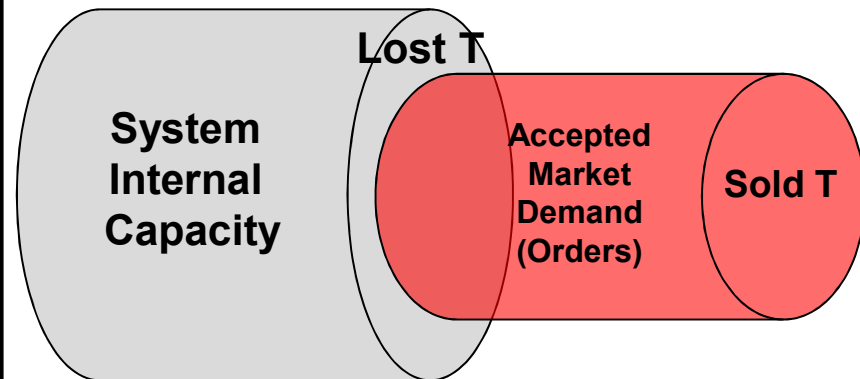 Lost T
System
Internal
Capacity
Accepted
Market
Demand
(Orders)
Sold T